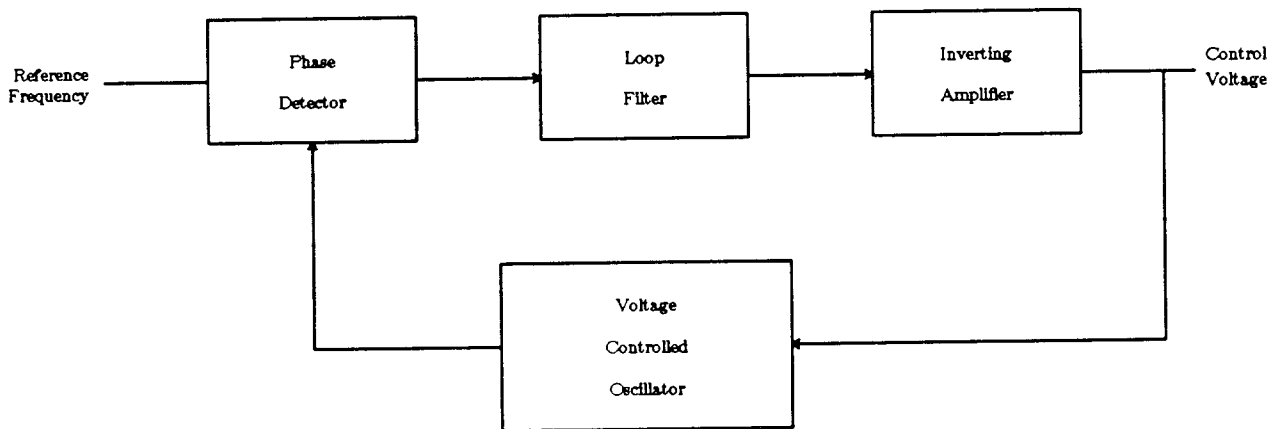 Reference
Frequency
Phase
Detector
Loop
Filter
Inverting
Amplifier
Control
Voltage
Voltage
Controlled
Oscillator